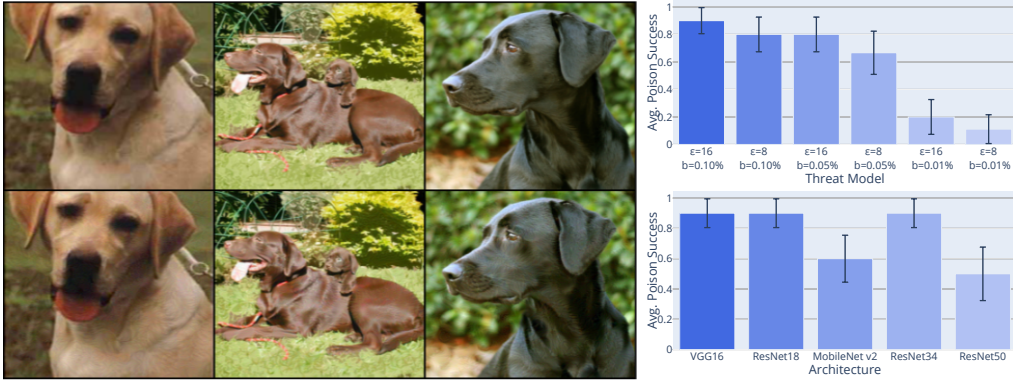 Avg. Poison Success
1
0.8
0.6
0.4
0.2
0
ε=16 ε=8 ε=16 ε=8 ε=16 ε=8
b=0.10% b=0.10% b=0.05% b=0.05% b=0.01% b=0.01%
Threat Model
Avg. Poison Success
1
0.8
0.6
0.4
0.2
0
VGG16 ResNet18 MobileNet v2 ResNet34 ResNet50
Architecture